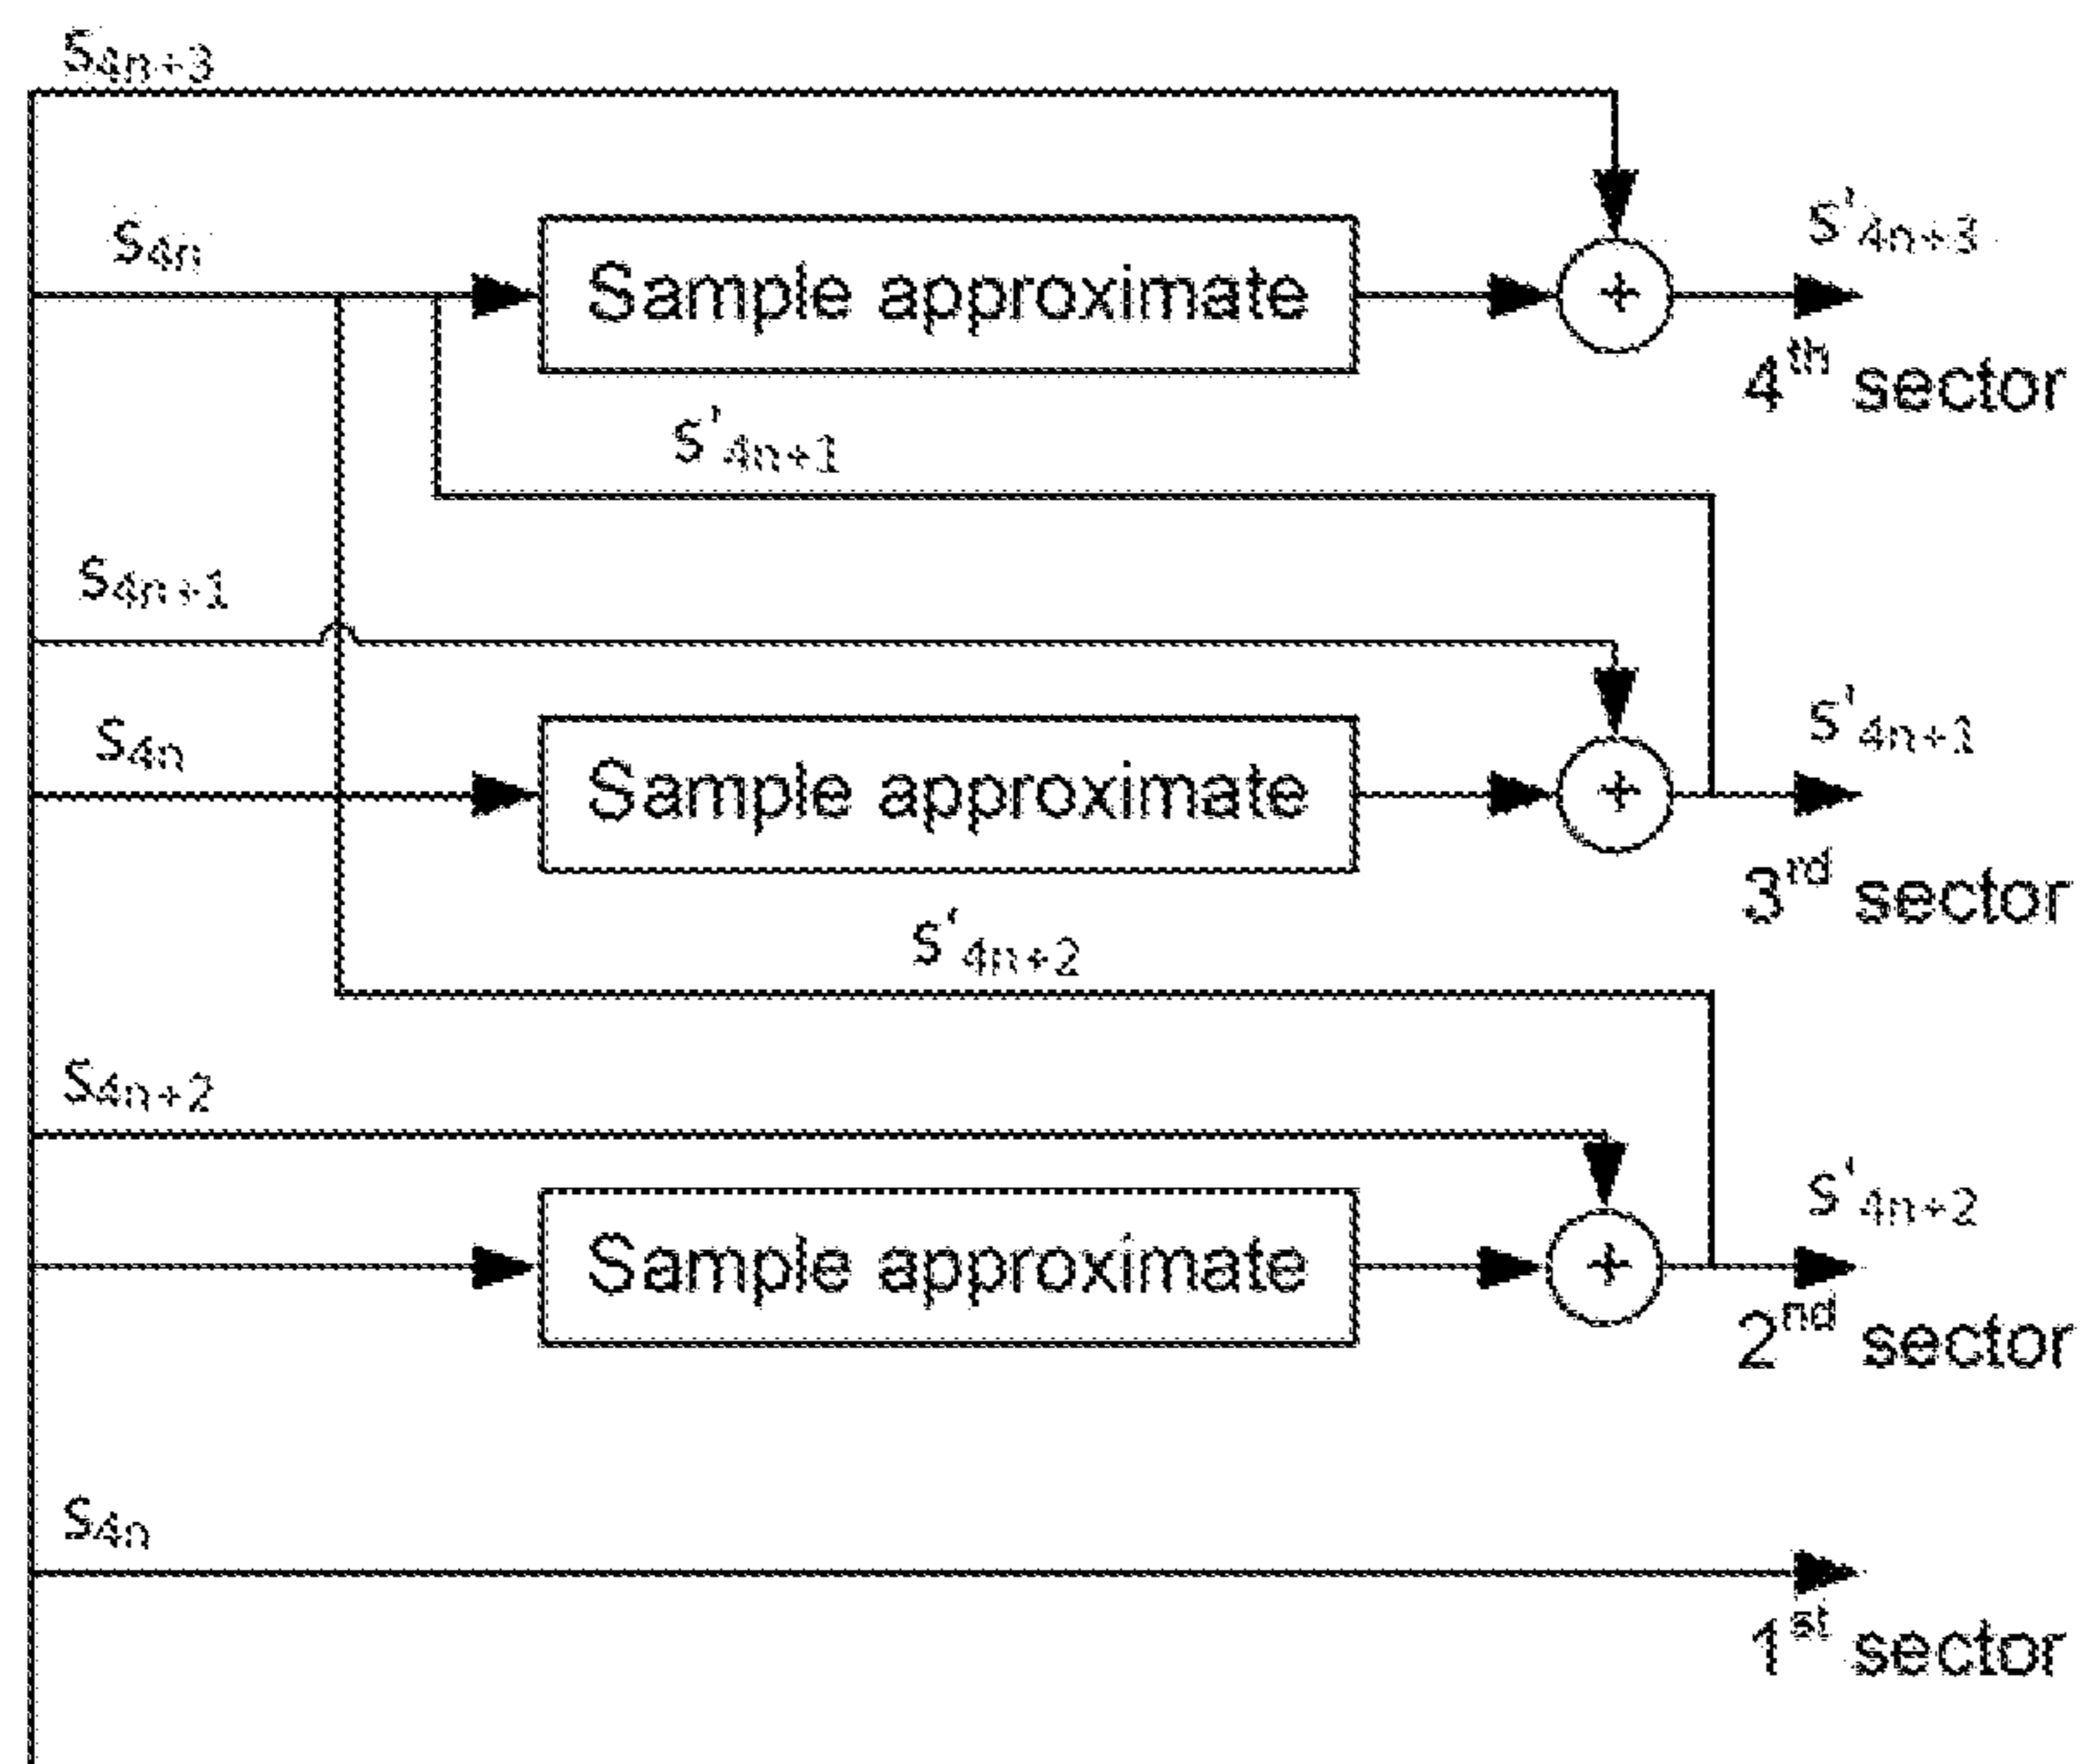 S4n+3
S4n
Sample approximate
+
S'4n+3
4th sector
S'4n+1
S4n+1
S4n
Sample approximate
+
S'4n+1
3rd sector
S'4n+2
S4n+2
Sample approximate
+
S'4n+2
2nd sector
S4n
1st sector